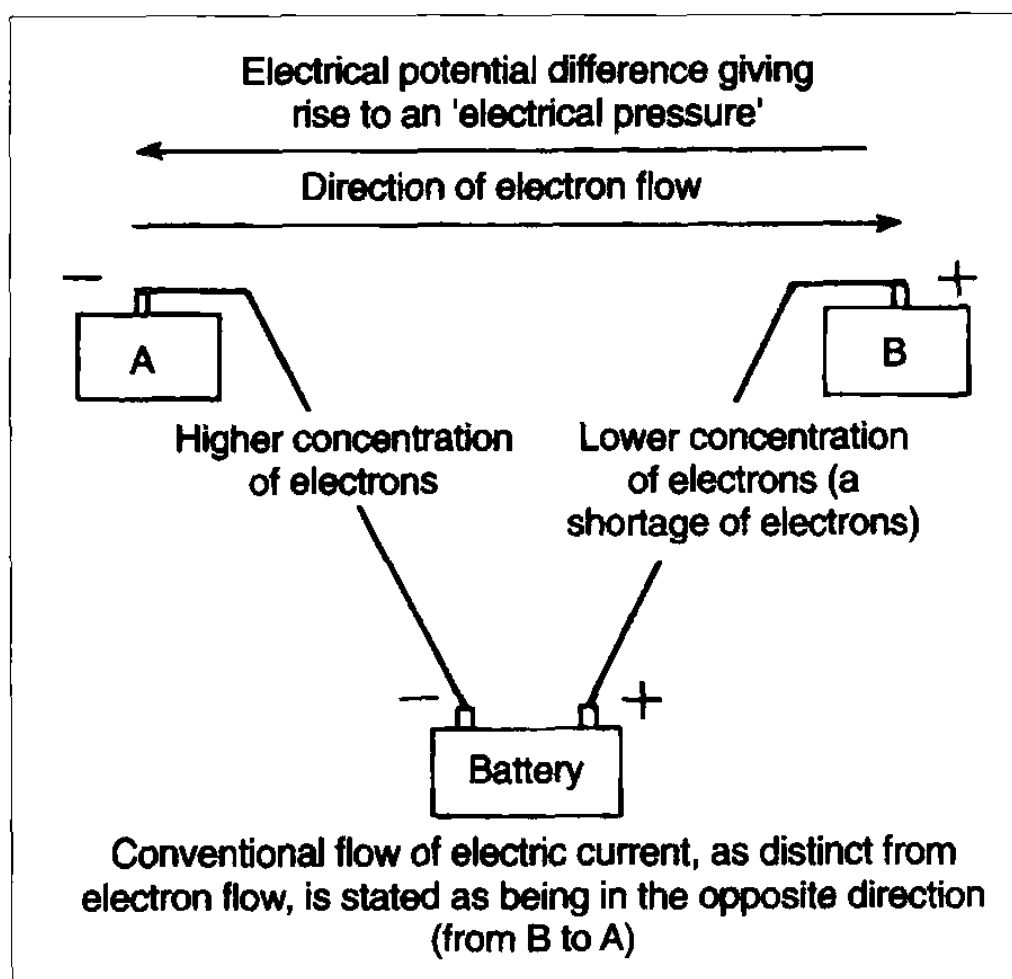 Electrical potential difference giving
rise to an 'electrical pressure'
Direction of electron flow
− +
A B
Higher concentration
of electrons
Lower concentration
of electrons (a
shortage of electrons)
− +
Battery
Conventional flow of electric current, as distinct from
electron flow, is stated as being in the opposite direction
(from B to A)